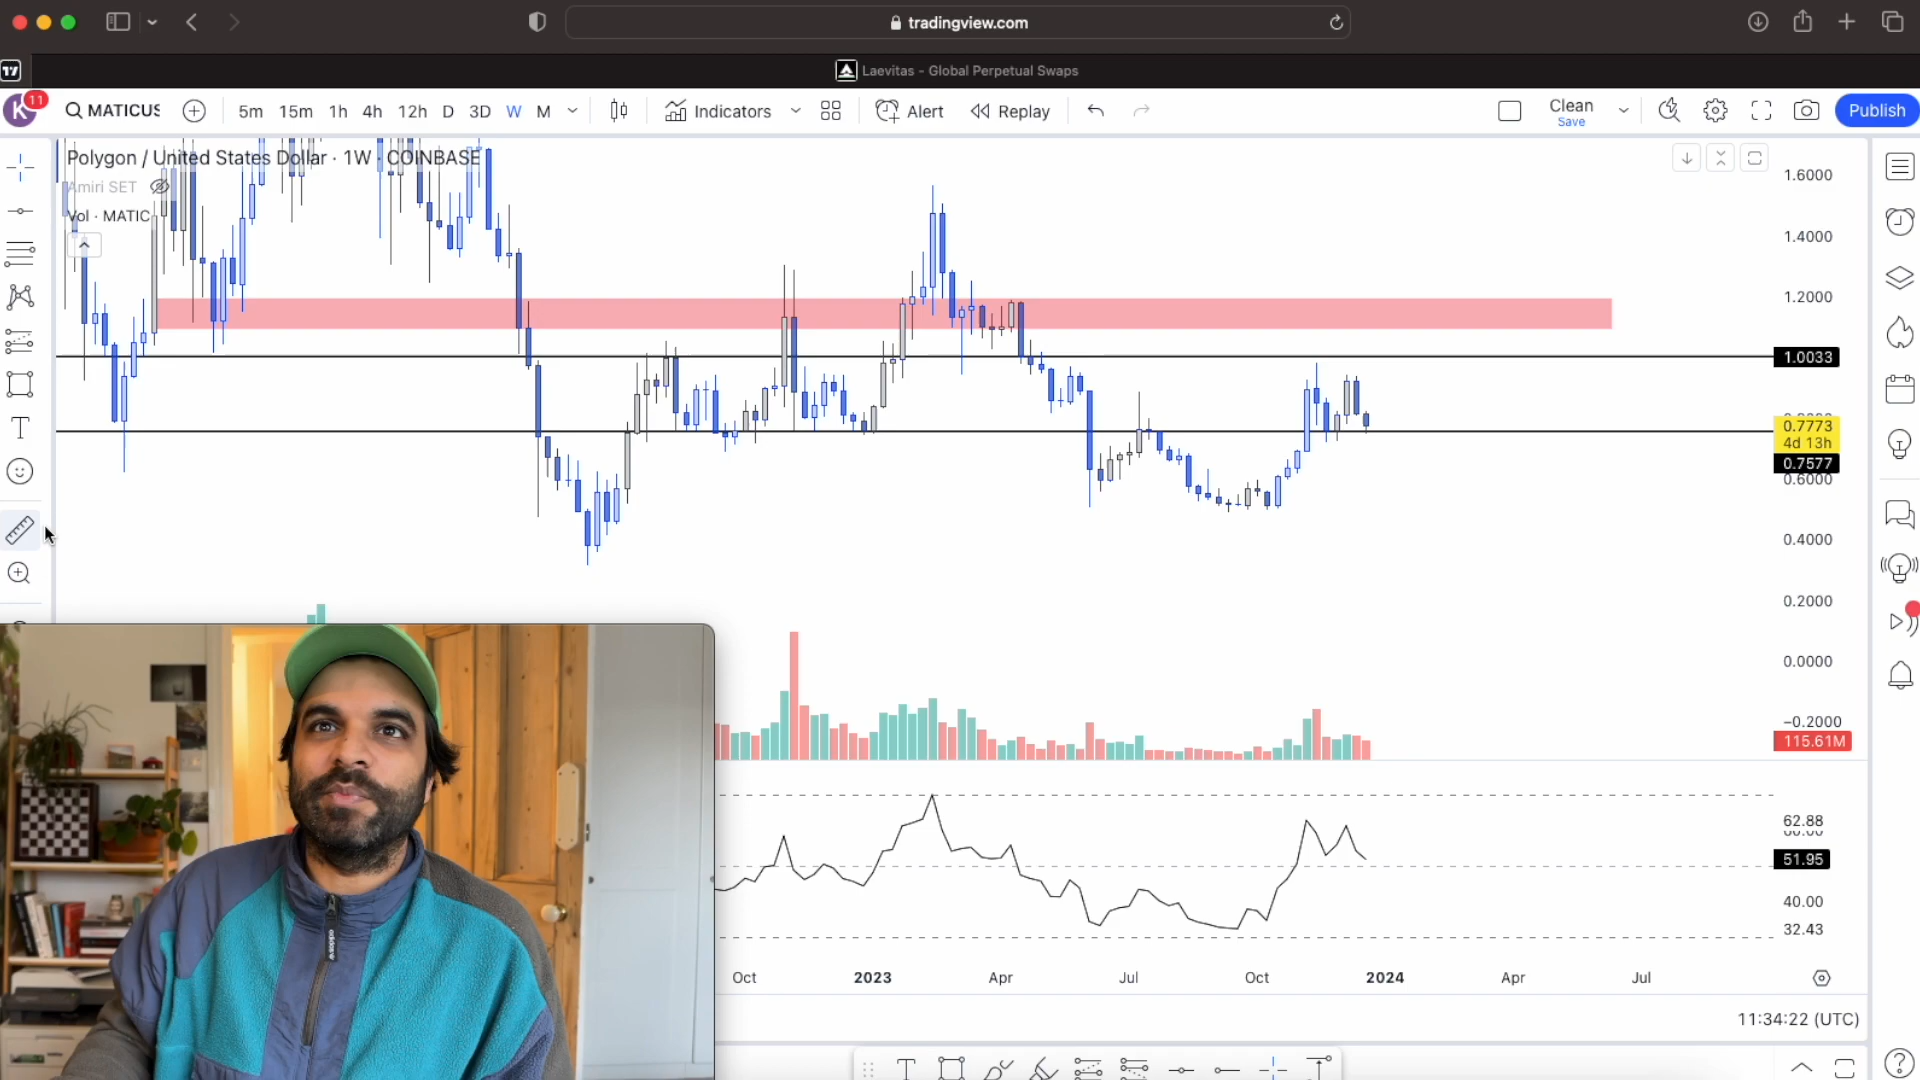 tradingview.com
Laevitas - Global Perpetual Swaps
K 11 MATICUS 5m 15m 1h 4h 12h D 3D W M Indicators Alert Replay Clean Save Publish
Polygon / United States Dollar · 1W · COINBASE
Amiri SET
Vol · MATIC
1.6000
1.4000
1.2000
1.0033
0.7773
4d 13h
0.7577
0.6000
0.4000
0.2000
0.0000
−0.2000
115.61M
62.88
51.95
40.00
32.43
Oct 2023 Apr Jul Oct 2024 Apr Jul
11:34:22 (UTC)
adidas